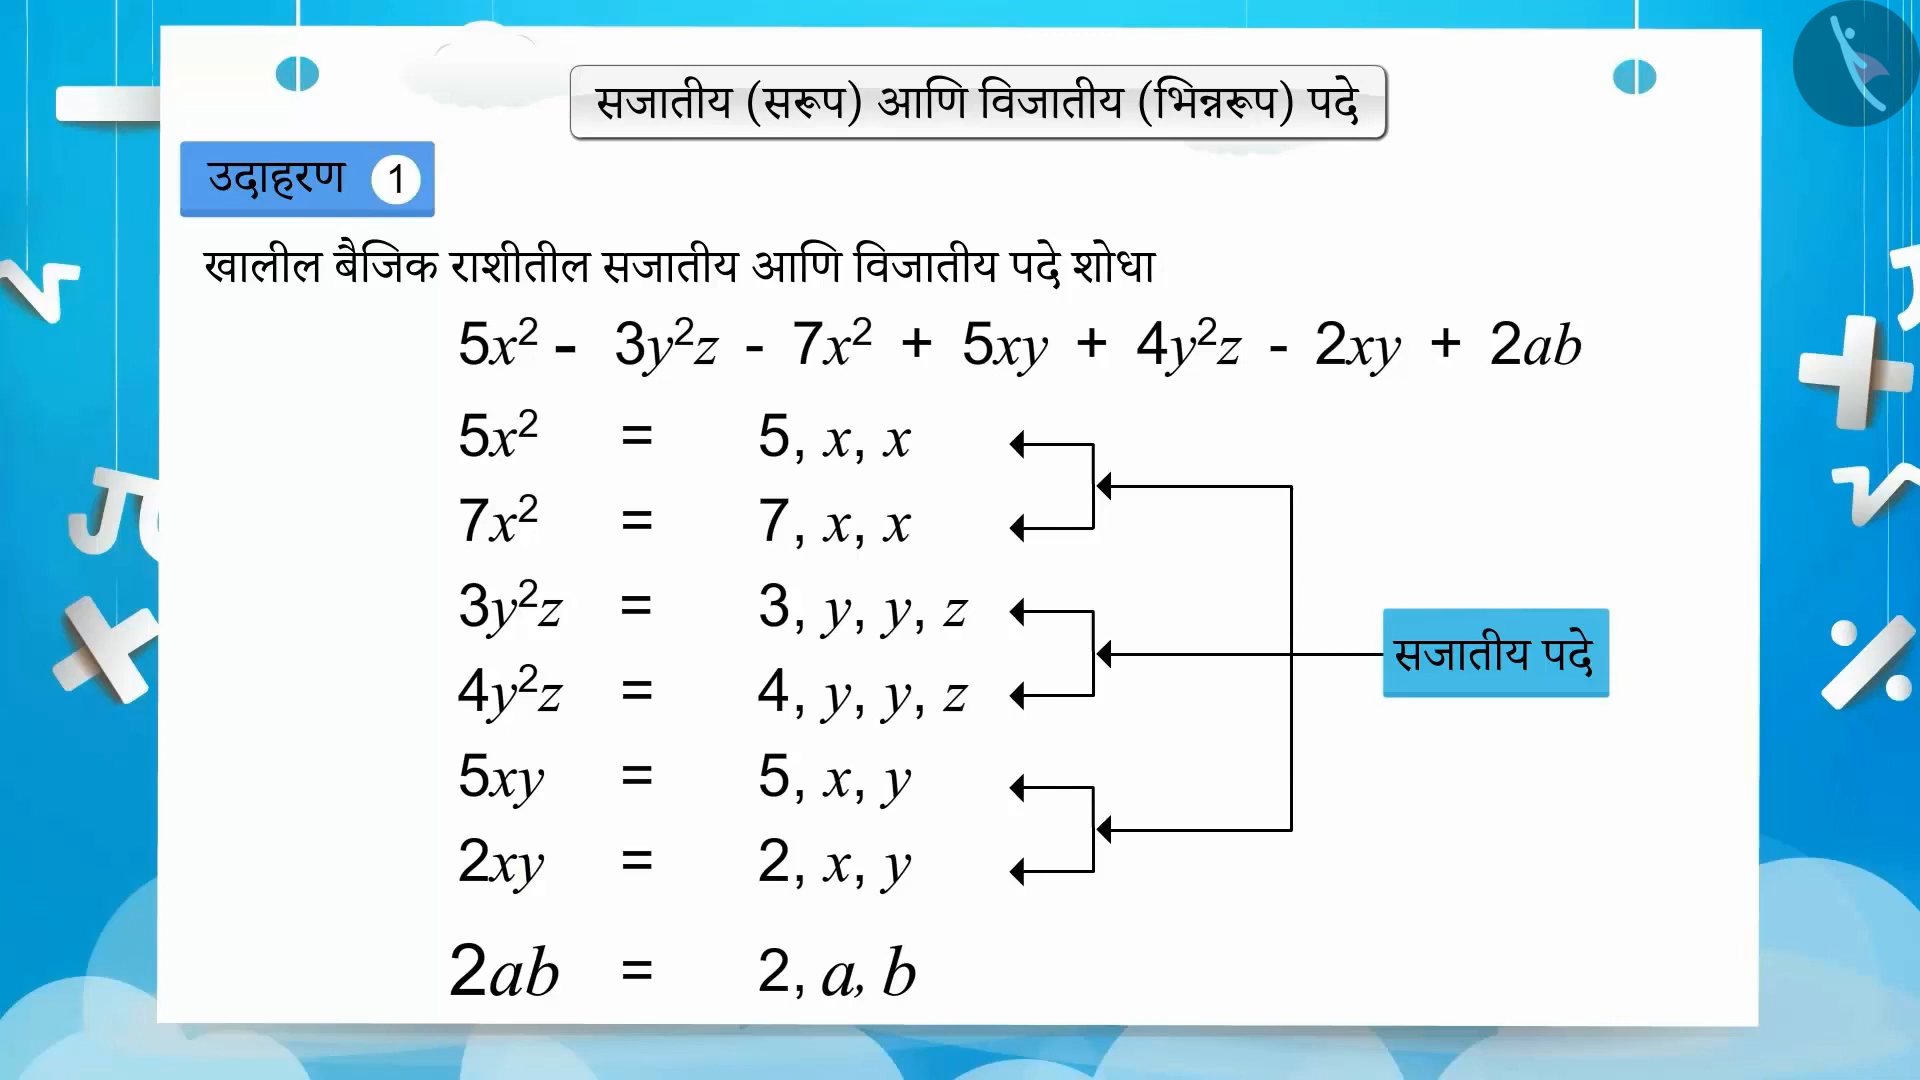 सजातीय (सरूप) आणि विजातीय (भिन्नरूप) पदे
उदाहरण 1
खालील बैजिक राशीतील सजातीय आणि विजातीय पदे शोधा
5x² - 3y²z - 7x² + 5xy + 4y²z - 2xy + 2ab
5x² = 5, x, x
7x² = 7, x, x
3y²z = 3, y, y, z
सजातीय पदे
4y²z = 4, y, y, z
5xy = 5, x, y
2xy = 2, x, y
2ab = 2, a, b